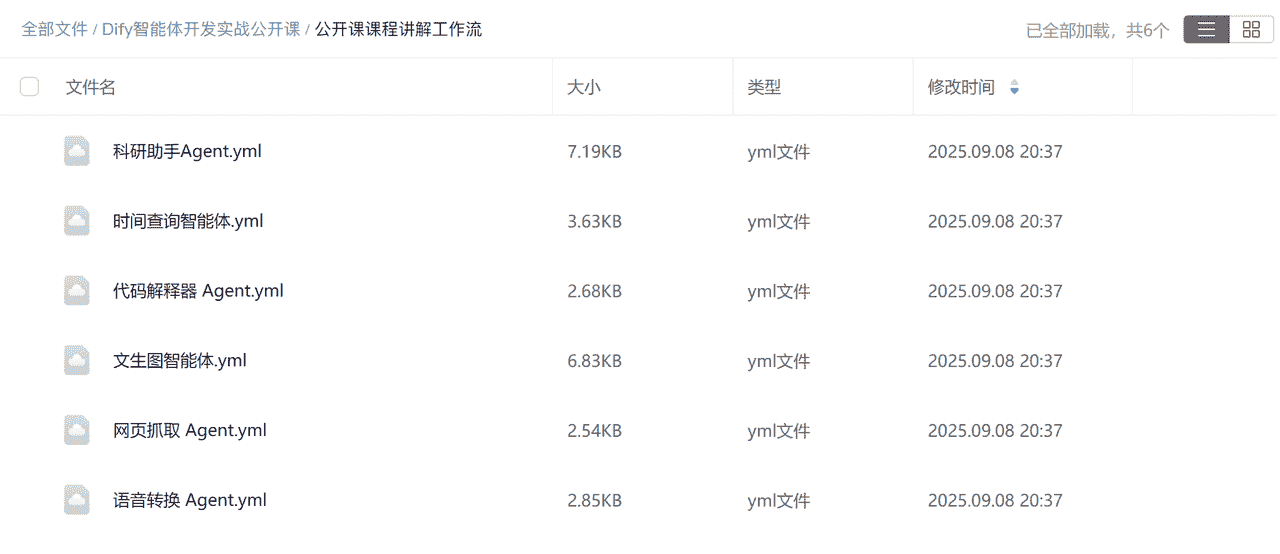 全部文件 / Dify智能体开发实战公开课 / 公开课课程讲解工作流 已全部加载，共6个
文件名 大小 类型 修改时间
科研助手Agent.yml 7.19KB yml文件 2025.09.08 20:37
时间查询智能体.yml 3.63KB yml文件 2025.09.08 20:37
代码解释器 Agent.yml 2.68KB yml文件 2025.09.08 20:37
文生图智能体.yml 6.83KB yml文件 2025.09.08 20:37
网页抓取 Agent.yml 2.54KB yml文件 2025.09.08 20:37
语音转换 Agent.yml 2.85KB yml文件 2025.09.08 20:37